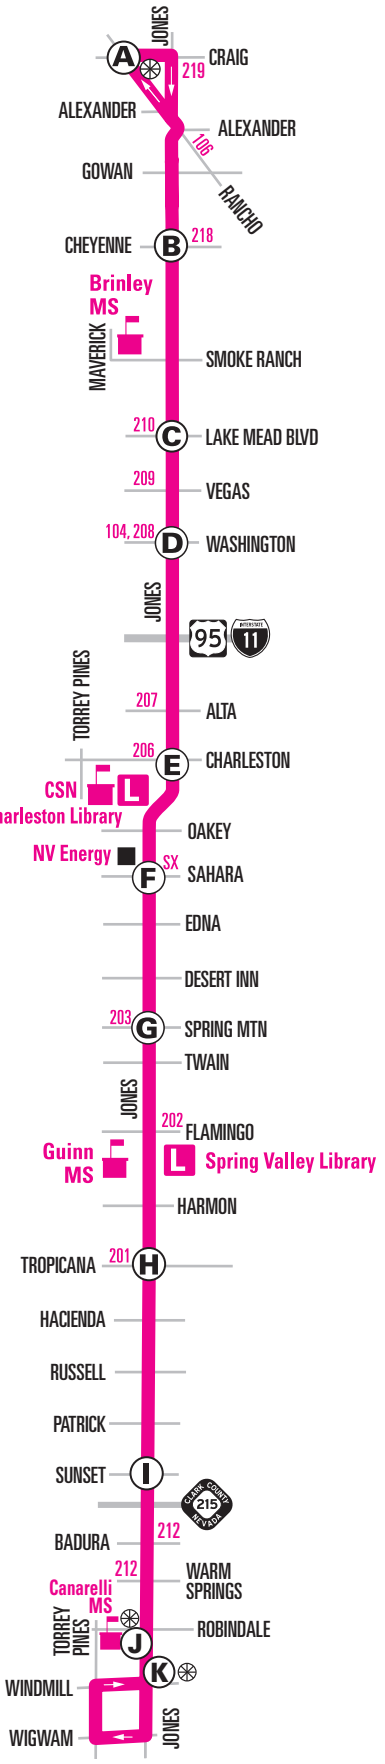 JONES
A
CRAIG
219
ALEXANDER
ALEXANDER
106
GOWAN
RANCHO
CHEYENNE
B
218
Brinley
MS
MAVERICK
SMOKE RANCH
210
C
LAKE MEAD BLVD
209
VEGAS
104, 208
D
WASHINGTON
JONES
95
INTERSTATE
11
TORREY PINES
207
ALTA
206
E
CHARLESTON
CSN
L
harleston Library
OAKEY
NV Energy
SX
F
SAHARA
EDNA
DESERT INN
203
G
SPRING MTN
TWAIN
JONES
202
FLAMINGO
Guinn
MS
L
Spring Valley Library
HARMON
TROPICANA
201
H
HACIENDA
RUSSELL
PATRICK
SUNSET
I
CLARK COUNTY
215
NEVADA
BADURA
212
212
WARM
SPRINGS
Canarelli
MS
TORREY
PINES
J
ROBINDALE
K
WINDMILL
JONES
WIGWAM